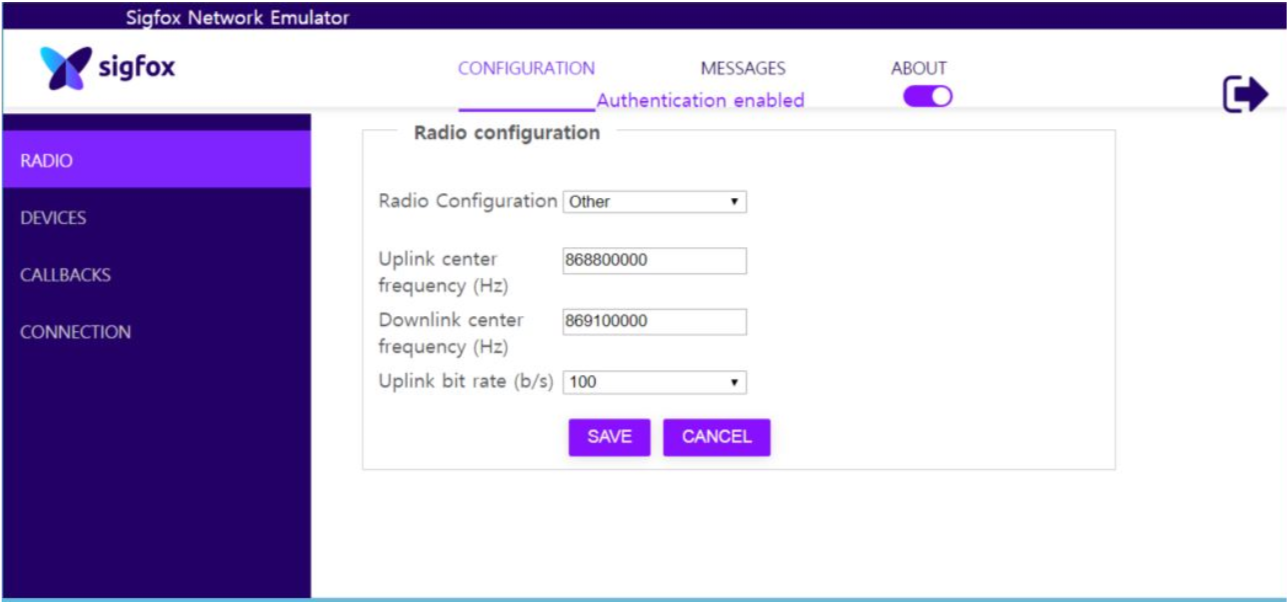 Sigfox Network Emulator
sigfox
CONFIGURATION MESSAGES ABOUT
Authentication enabled
RADIO
DEVICES
CALLBACKS
CONNECTION
Radio configuration
Radio Configuration Other
Uplink center
frequency (Hz)
868800000
Downlink center
frequency (Hz)
869100000
Uplink bit rate (b/s) 100
SAVE CANCEL